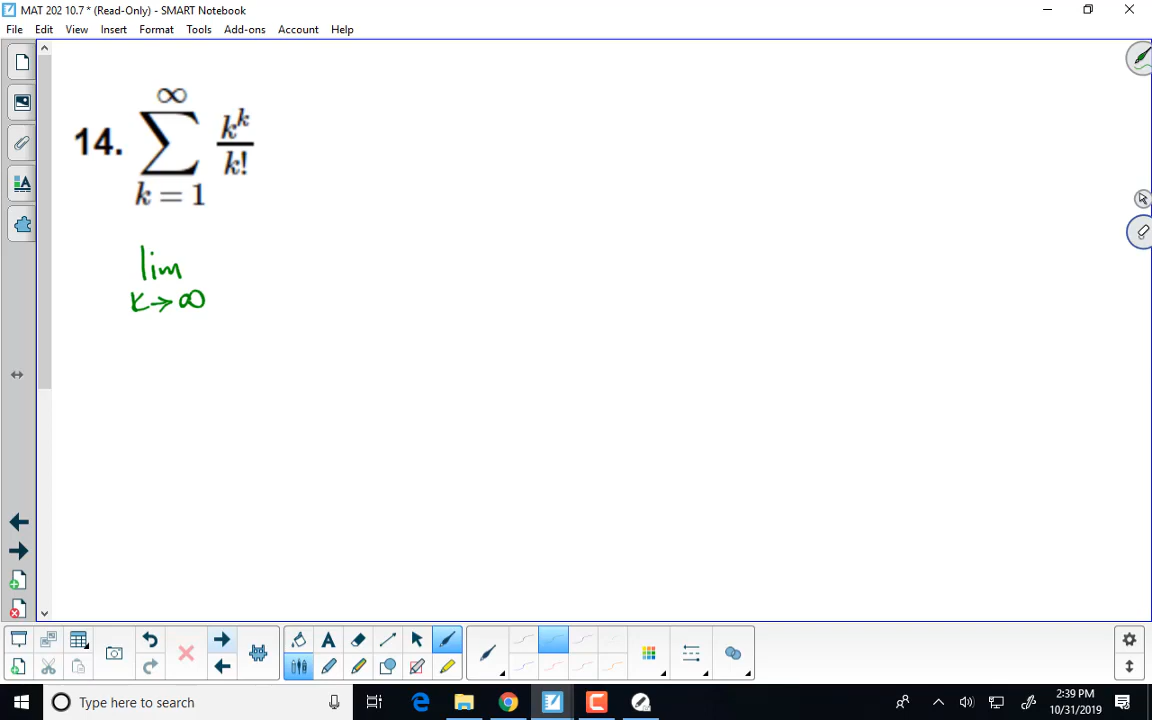 MAT 202 10.7 * (Read-Only) - SMART Notebook
File Edit View Insert Format Tools Add-ons Account Help
14. ∑ k^k/k!
∞
k = 1
lim
k→∞
A
A
Type here to search
2:39 PM
10/31/2019